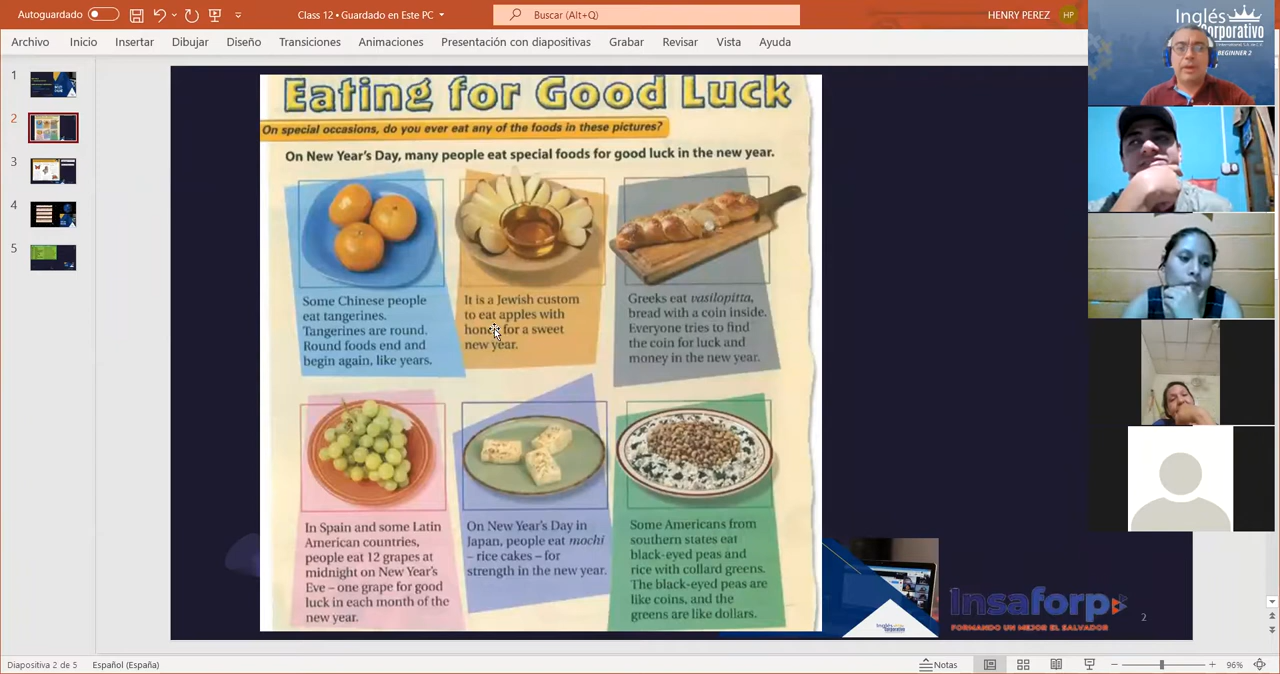 Autoguardado
Class 12 • Guardado en Este PC
Buscar (Alt+Q)
HENRY PEREZ
HP
Archivo Inicio Insertar Dibujar Diseño Transiciones Animaciones Presentación con diapositivas Grabar Revisar Vista Ayuda
Inglés
Corporativo
BEGINNER 2
1
2
3
4
5
Eating for Good Luck
On special occasions, do you ever eat any of the foods in these pictures?
On New Year's Day, many people eat special foods for good luck in the new year.
Some Chinese people
eat tangerines.
Tangerines are round.
Round foods end and
begin again, like years.
It is a Jewish custom
to eat apples with
honey for a sweet
new year.
Greeks eat vasilopitta,
bread with a coin inside.
Everyone tries to find
the coin for luck and
money in the new year.
In Spain and some Latin
American countries,
people eat 12 grapes at
midnight on New Year's
Eve – one grape for good
luck in each month of the
new year.
On New Year's Day in
Japan, people eat mochi
– rice cakes – for
strength in the new year.
Some Americans from
southern states eat
black-eyed peas and
rice with collard greens.
The black-eyed peas are
like coins, and the
greens are like dollars.
Insaforp
FORMANDO UN MEJOR EL SALVADOR
2
Diapositiva 2 de 5
Español (España)
Notas
96%